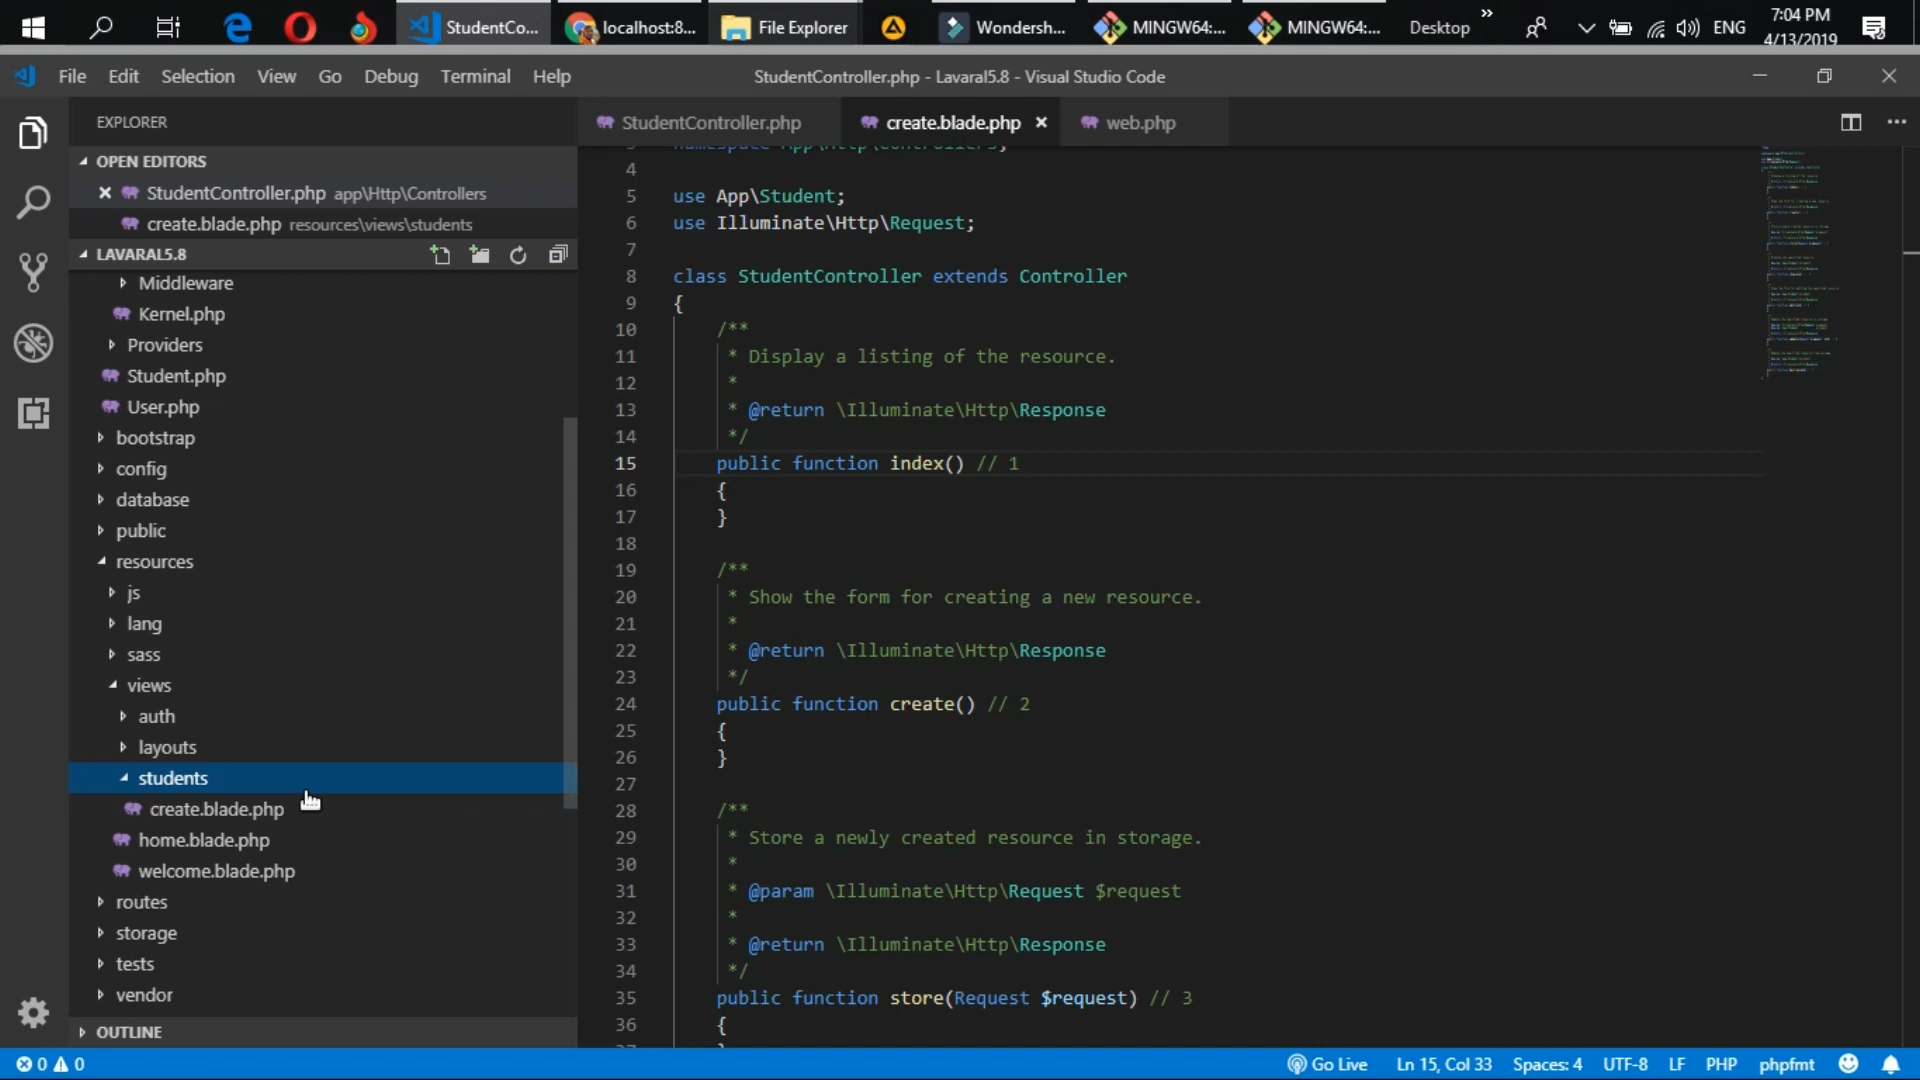 StudentCo...
localhost:8...
File Explorer
Wondersh...
MINGW64:...
MINGW64:...
Desktop
»
ENG
7:04 PM
4/13/2019
File Edit Selection View Go Debug Terminal Help
StudentController.php - Lavaral5.8 - Visual Studio Code
EXPLORER
OPEN EDITORS
StudentController.php app\Http\Controllers
create.blade.php resources\views\students
LAVARAL5.8
Middleware
Kernel.php
Providers
Student.php
User.php
bootstrap
config
database
public
resources
js
lang
sass
views
auth
layouts
students
create.blade.php
home.blade.php
welcome.blade.php
routes
storage
tests
vendor
OUTLINE
StudentController.php
create.blade.php
web.php
namespace App\Http\Controllers;
4
5 use App\Student;
6 use Illuminate\Http\Request;
7
8 class StudentController extends Controller
9 {
10 /**
11 * Display a listing of the resource.
12 *
13 * @return \Illuminate\Http\Response
14 */
15 public function index() // 1
16 {
17 }
18
19 /**
20 * Show the form for creating a new resource.
21 *
22 * @return \Illuminate\Http\Response
23 */
24 public function create() // 2
25 {
26 }
27
28 /**
29 * Store a newly created resource in storage.
30 *
31 * @param \Illuminate\Http\Request $request
32 *
33 * @return \Illuminate\Http\Response
34 */
35 public function store(Request $request) // 3
36 {
0 0
Go Live
Ln 15, Col 33
Spaces: 4
UTF-8
LF
PHP
phpfmt